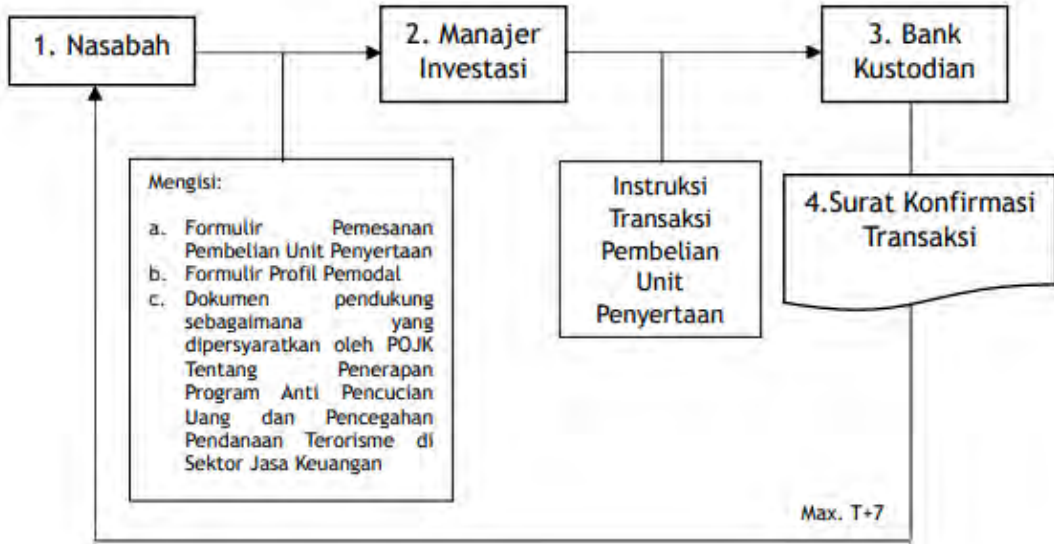 1. Nasabah
2. Manajer
Investasi
3. Bank
Kustodian
Mengisi:
a. Formulir Pemesanan
Pembelian Unit Penyertaan
b. Formulir Profil Pemodal
c. Dokumen pendukung
sebagaimana yang
dipersyaratkan oleh POJK
Tentang Penerapan
Program Anti Pencucian
Uang dan Pencegahan
Pendanaan Terorisme di
Sektor Jasa Keuangan
Instruksi
Transaksi
Pembelian
Unit
Penyertaan
4.Surat Konfirmasi
Transaksi
Max. T+7